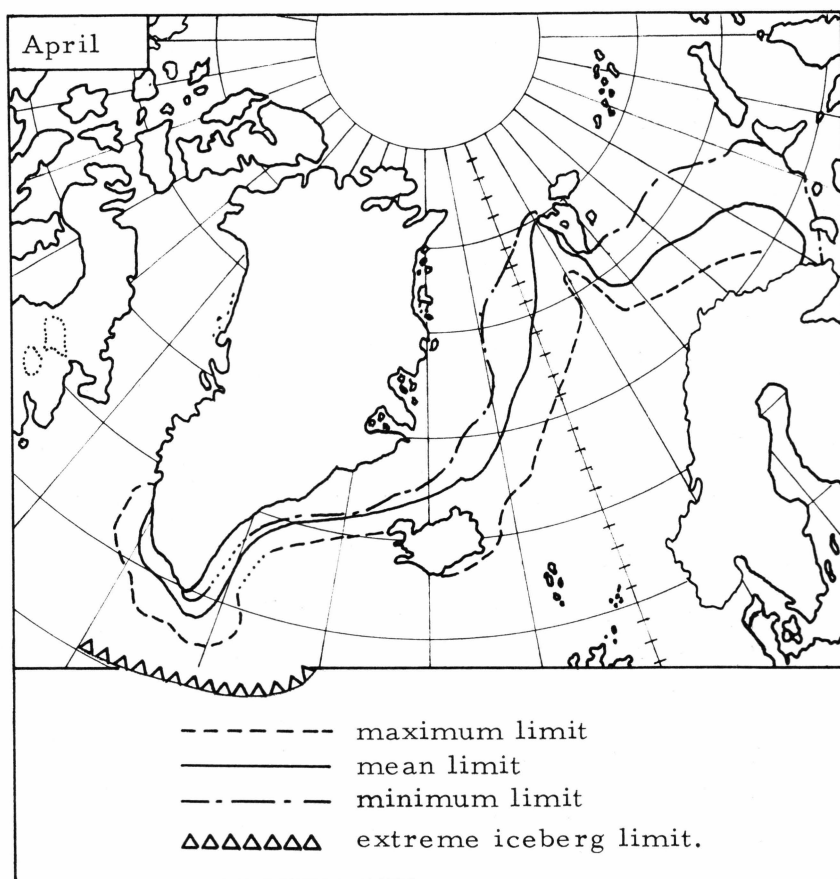 April
maximum limit
mean limit
minimum limit
extreme iceberg limit.